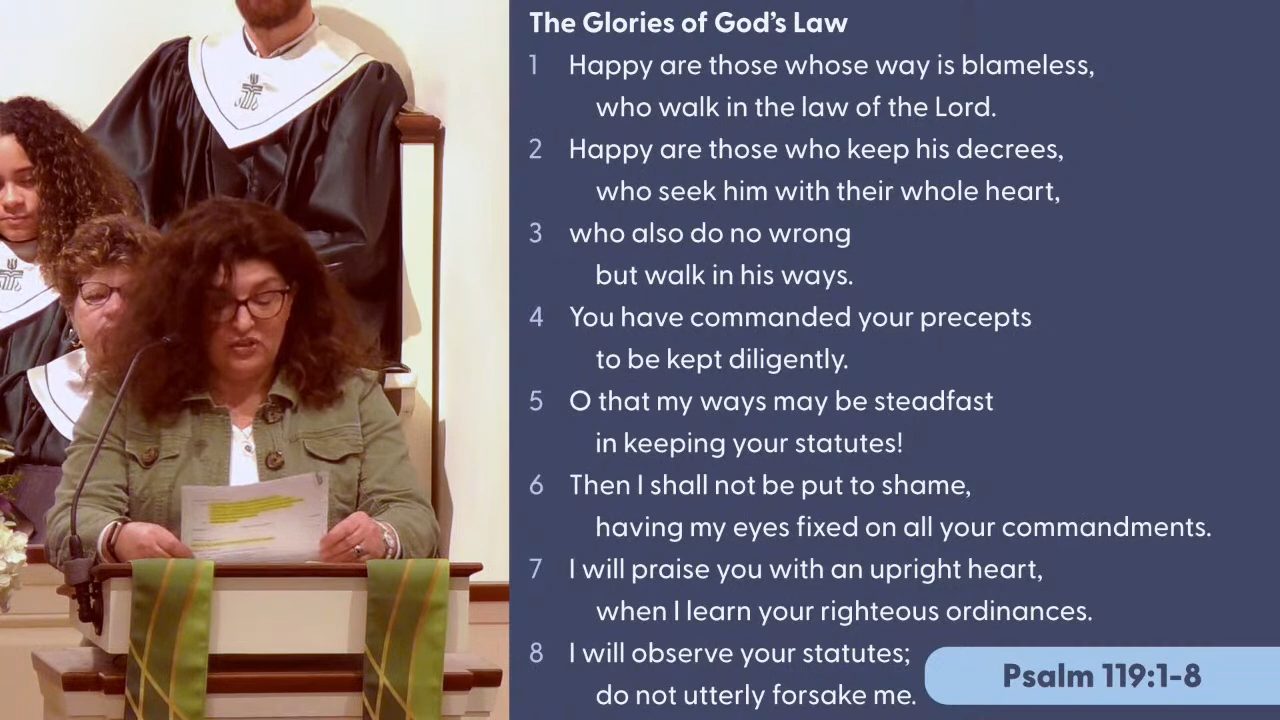 The Glories of God’s Law
1 Happy are those whose way is blameless,
who walk in the law of the Lord.
2 Happy are those who keep his decrees,
who seek him with their whole heart,
3 who also do no wrong
but walk in his ways.
4 You have commanded your precepts
to be kept diligently.
5 O that my ways may be steadfast
in keeping your statutes!
6 Then I shall not be put to shame,
having my eyes fixed on all your commandments.
7 I will praise you with an upright heart,
when I learn your righteous ordinances.
8 I will observe your statutes;
do not utterly forsake me.
Psalm 119:1-8